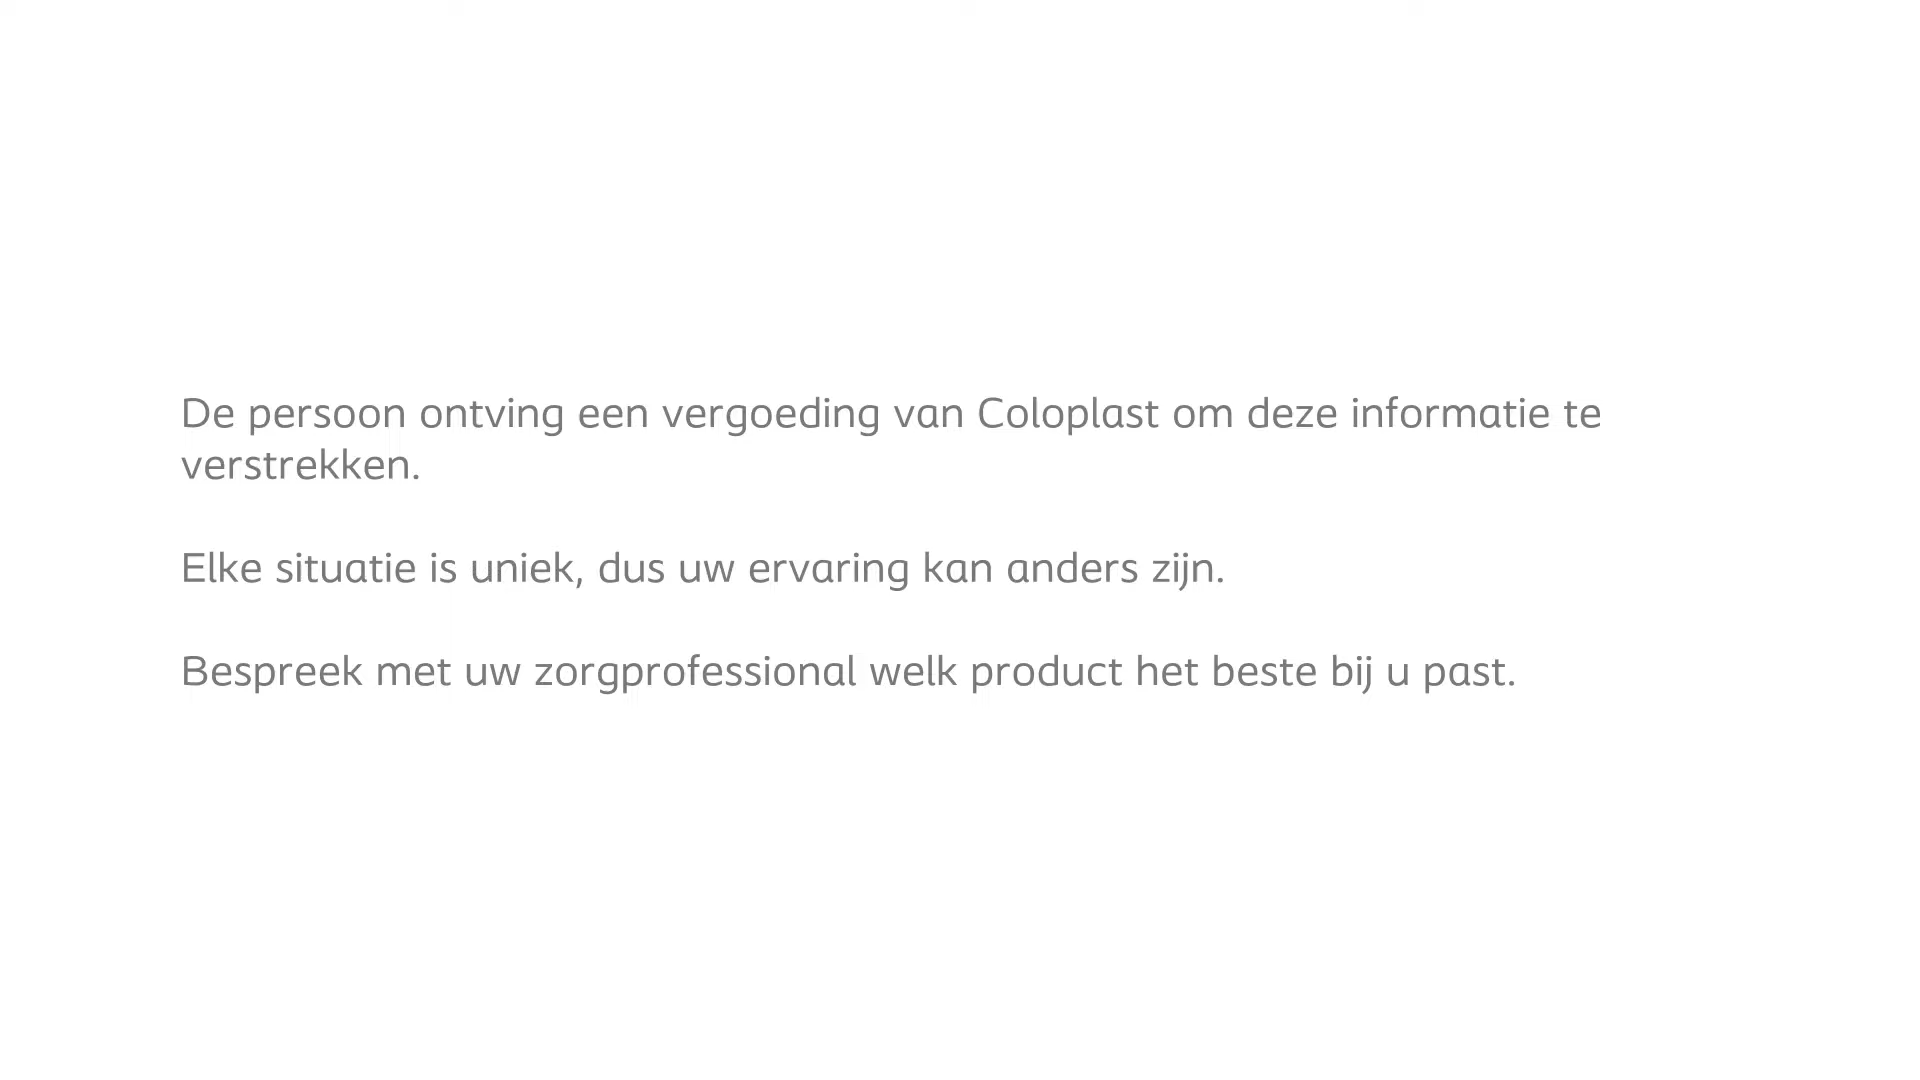 De persoon ontving een vergoeding van Coloplast om deze informatie te
verstrekken.
Elke situatie is uniek, dus uw ervaring kan anders zijn.
Bespreek met uw zorgprofessional welk product het beste bij u past.